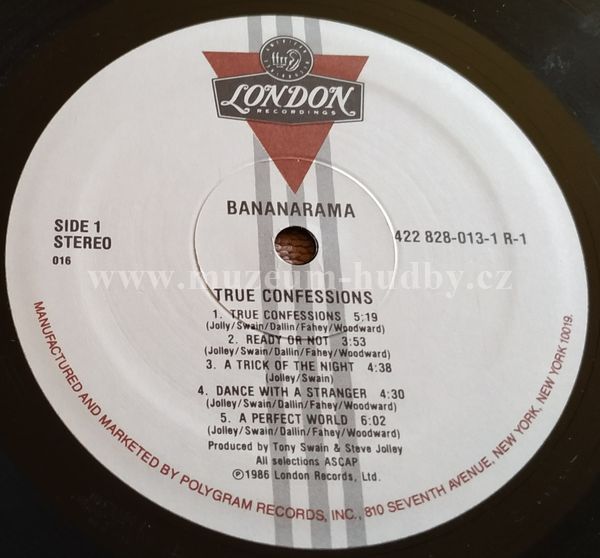 LONDON
RECORDINGS
BANANARAMA
SIDE 1
STEREO
016
422 828-013-1 R-1
www.muzeum-hudby.cz
TRUE CONFESSIONS
1. TRUE CONFESSIONS 5:19
(Jolly/Swain/Dallin/Fahey/Woodward)
2. READY OR NOT 3:53
(Jolley/Swain/Dallin/Fahey/Woodward)
3. A TRICK OF THE NIGHT 4:38
(Jolley/Swain)
4. DANCE WITH A STRANGER 4:30
(Jolley/Swain/Dallin/Fahey/Woodward)
5. A PERFECT WORLD 6:02
(Jolley/Swain/Dallin/Fahey/Woodward)
Produced by Tony Swain & Steve Jolley
All selections ASCAP
℗1986 London Records, Ltd.
MANUFACTURED AND MARKETED BY POLYGRAM RECORDS, INC., 810 SEVENTH AVENUE, NEW YORK, NEW YORK 10019.